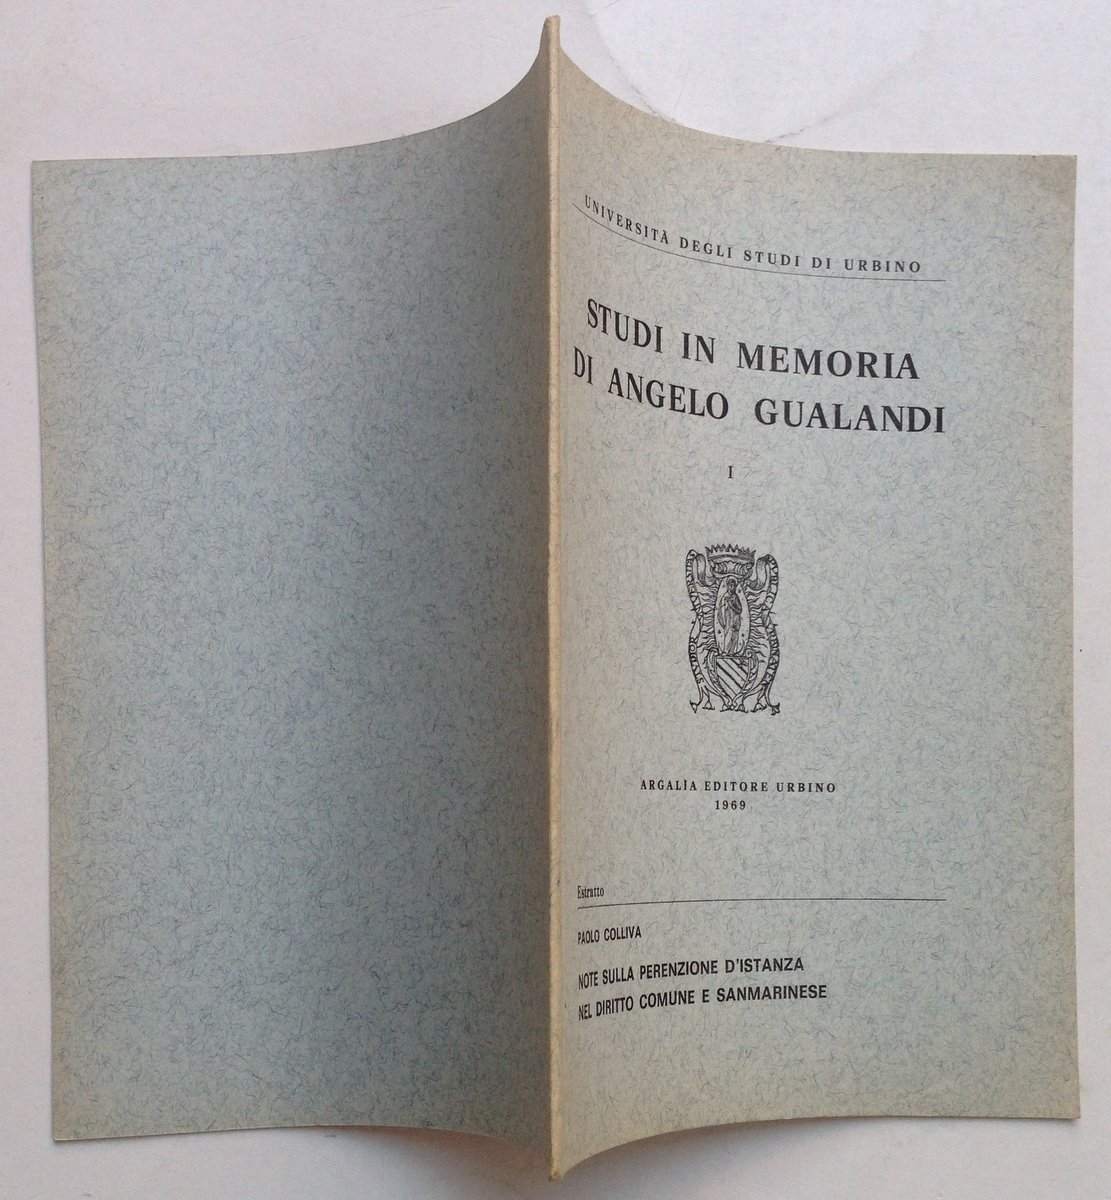 UNIVERSITÀ DEGLI STUDI DI URBINO
STUDI IN MEMORIA
DI ANGELO GUALANDI
I
ARGALÌA EDITORE URBINO
1969
Estratto
PAOLO COLLIVA
NOTE SULLA PERENZIONE D'ISTANZA
NEL DIRITTO COMUNE E SANMARINESE